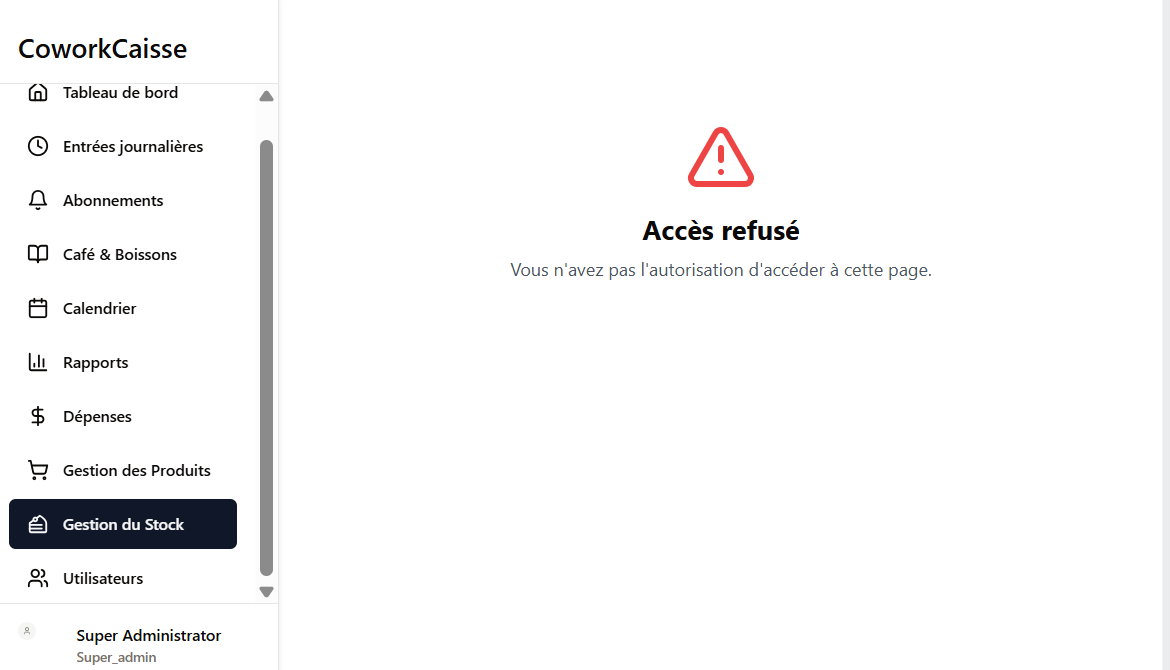 CoworkCaisse
Tableau de bord
Entrées journalières
Abonnements
Café & Boissons
Calendrier
Rapports
Dépenses
Gestion des Produits
Gestion du Stock
Utilisateurs
Super Administrator
Super_admin
Accès refusé
Vous n'avez pas l'autorisation d'accéder à cette page.